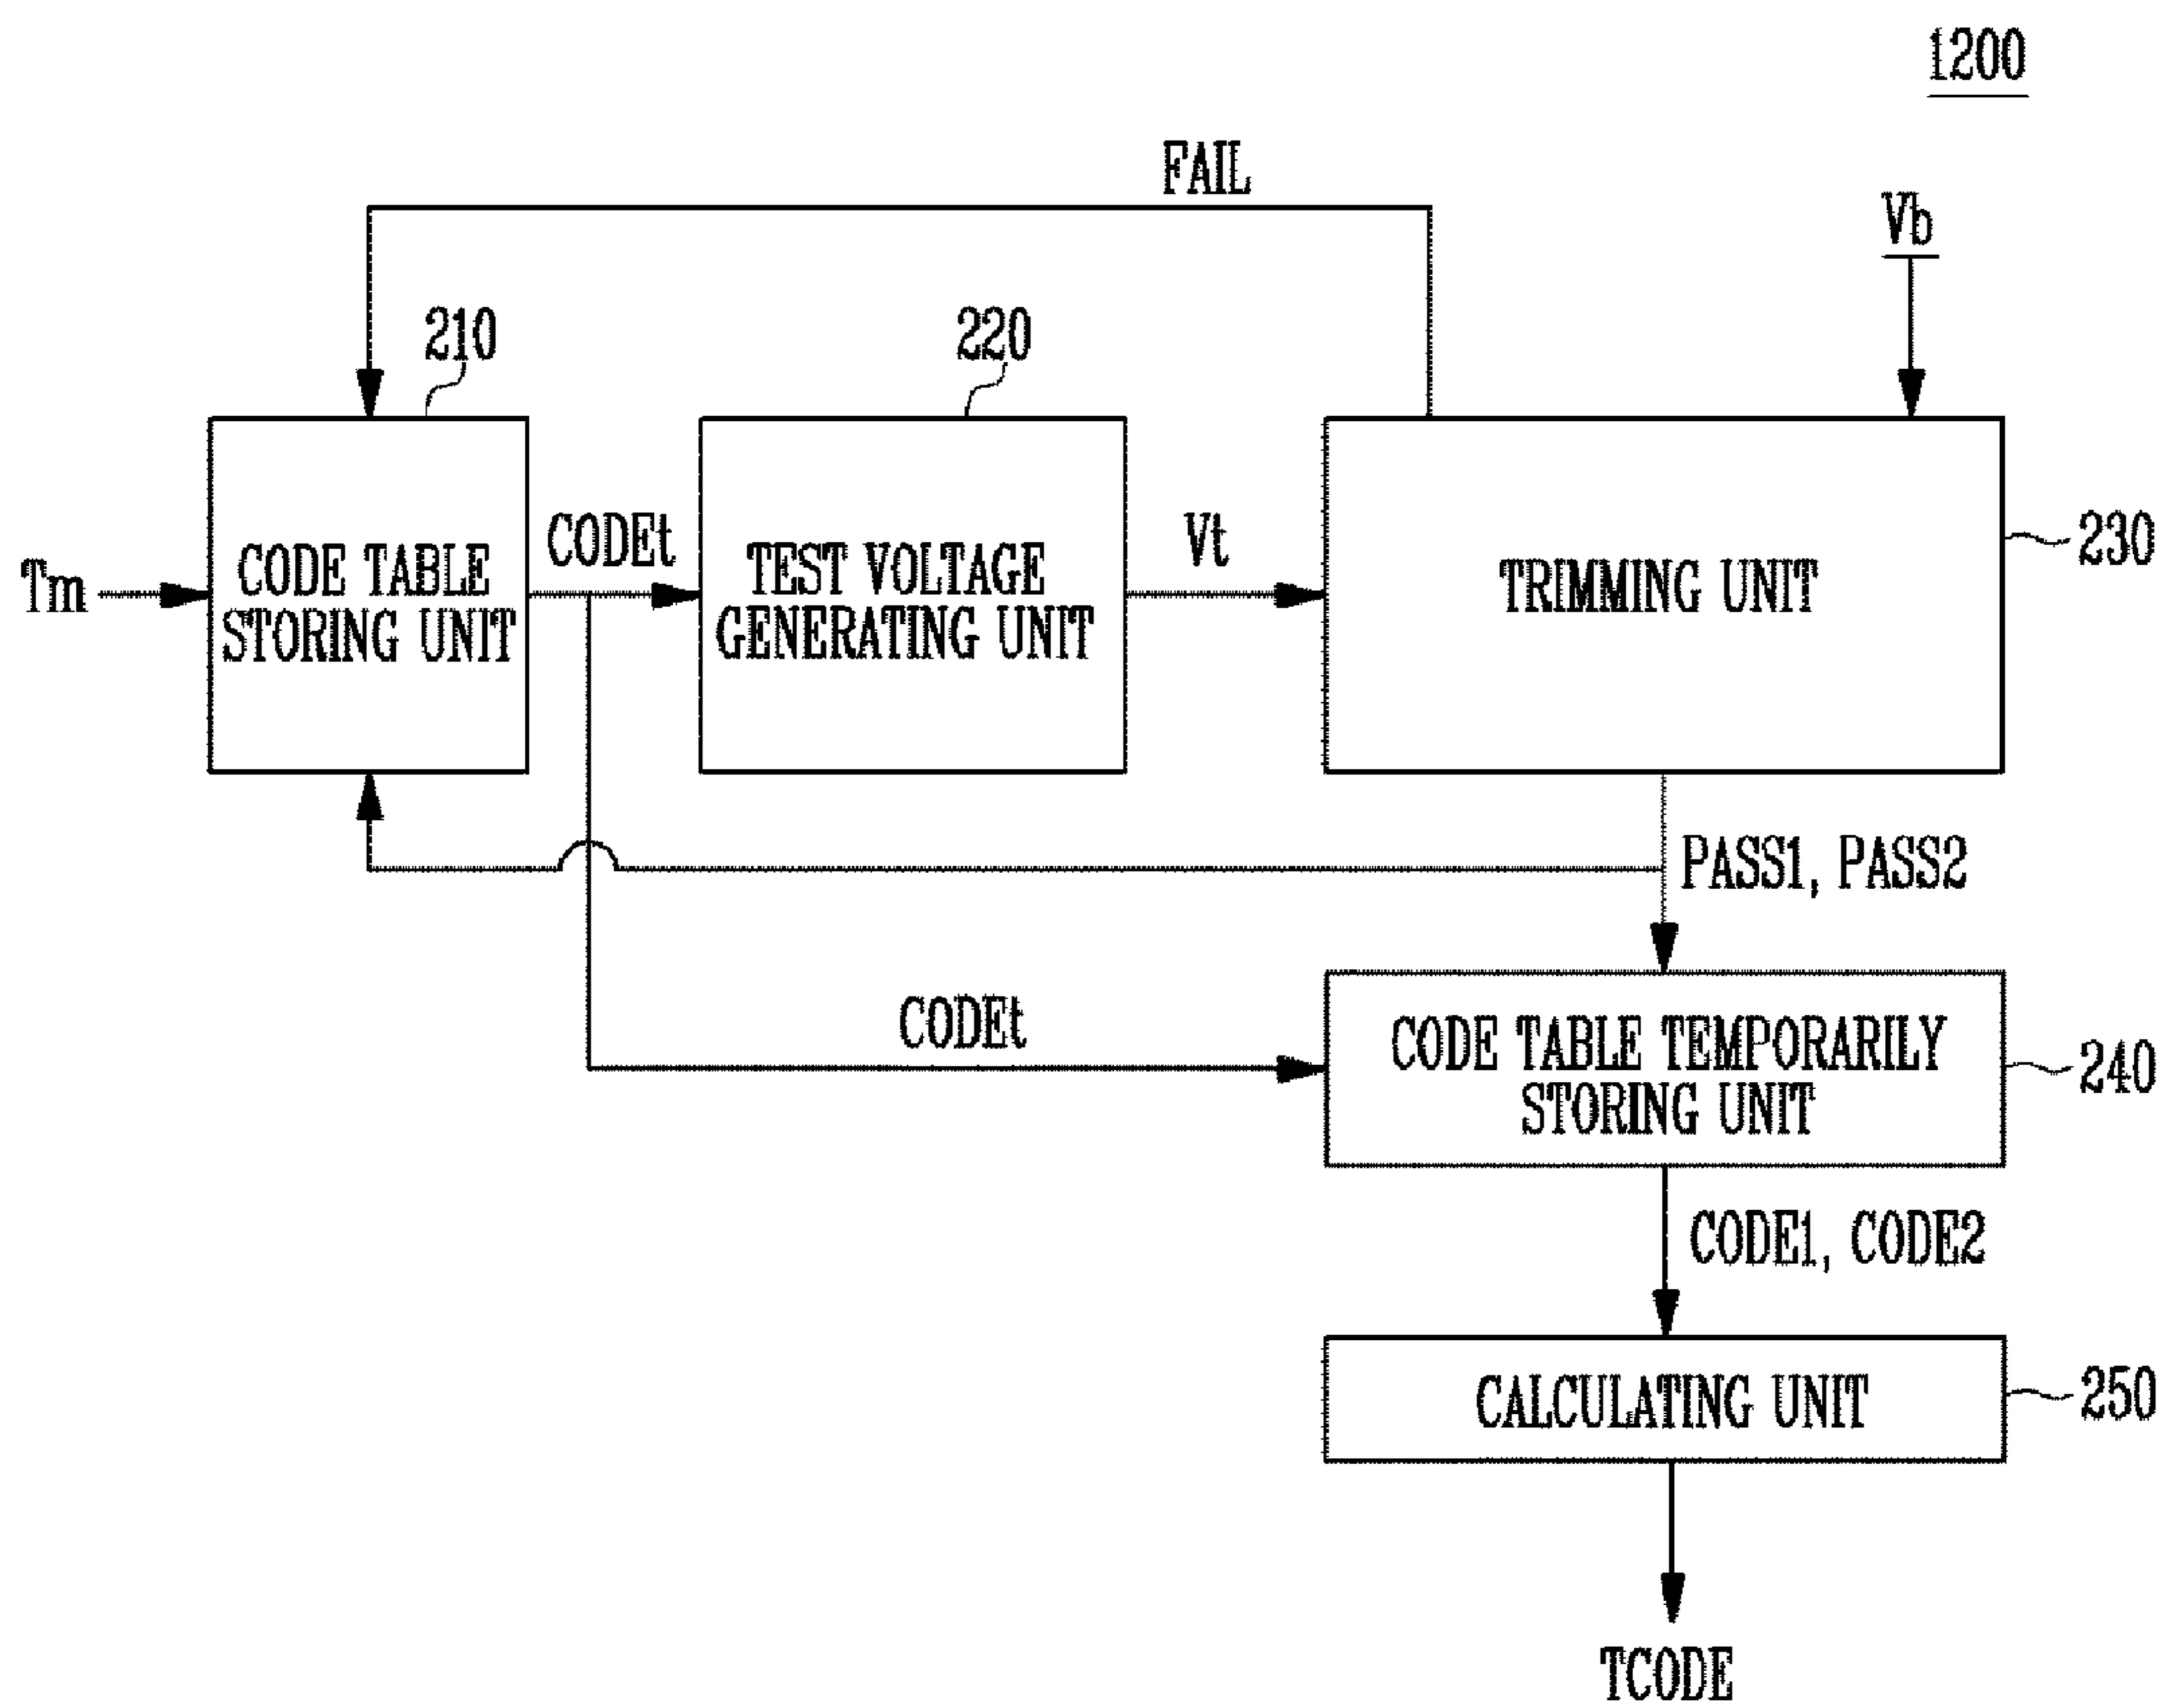 1200
FAIL
Vb
210
220
Tm
CODE TABLE
STORING UNIT
CODEt
TEST VOLTAGE
GENERATING UNIT
Vt
TRIMMING UNIT
230
PASS1, PASS2
CODEt
CODE TABLE TEMPORARILY
STORING UNIT
240
CODE1, CODE2
CALCULATING UNIT
250
TCODE